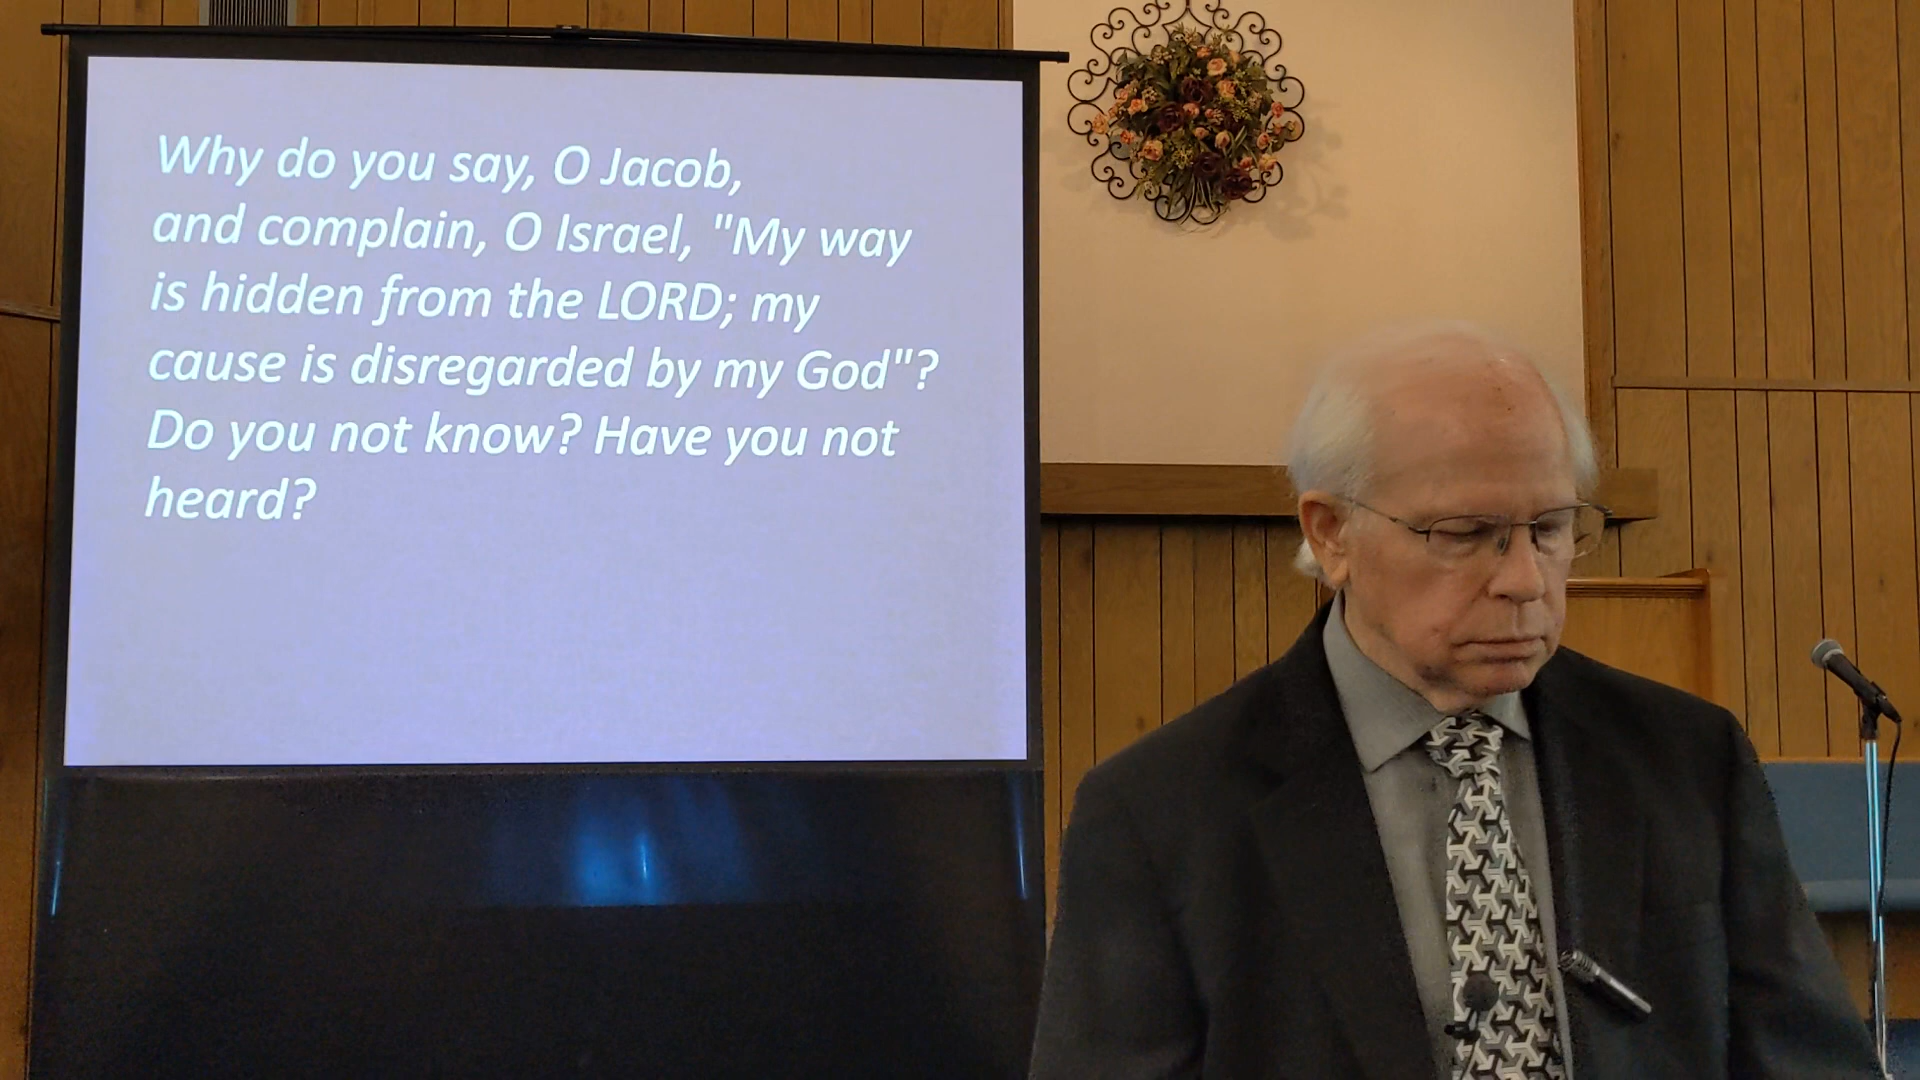 Why do you say, O Jacob,
and complain, O Israel, "My way
is hidden from the LORD; my
cause is disregarded by my God"?
Do you not know? Have you not
heard?